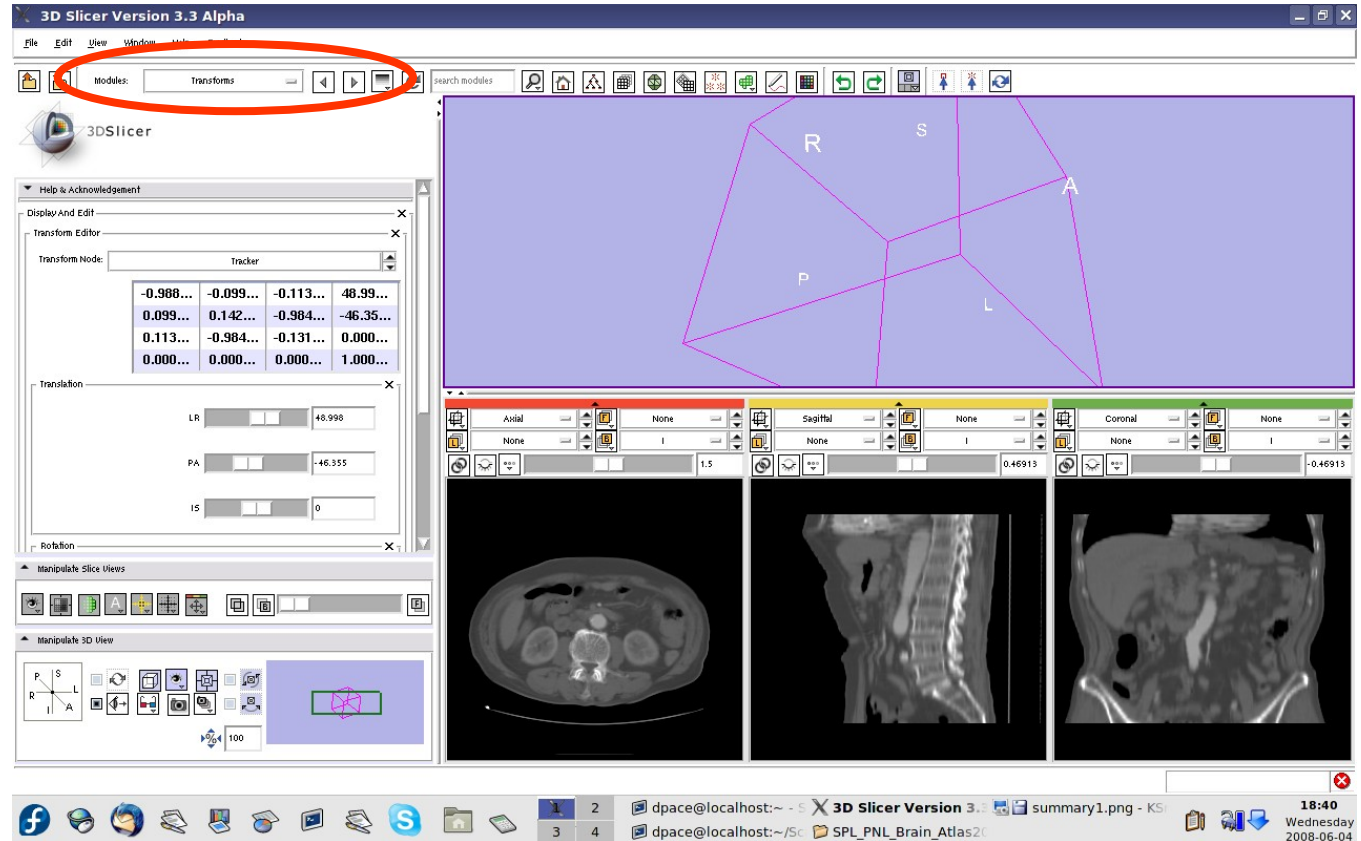 3D Slicer Version 3.3 Alpha
File Edit View Window
Modules: Transforms search modules
3DSlicer
Help & Acknowledgement
Display And Edit
Transform Editor
Transform Node: Tracker
-0.988... -0.099... -0.113... 48.99...
0.099... 0.142... -0.984... -46.35...
0.113... -0.984... -0.131... 0.000...
0.000... 0.000... 0.000... 1.000...
Translation
LR 48.998
PA -46.355
IS 0
Rotation
Manipulate Slice Views
Manipulate 3D View
P S
R L
I A
100
R S
A
P
L
Axial None
None I
1.5
Sagittal None
None I
0.46913
Coronal None
None I
-0.46913
1 2
3 4
dpace@localhost:~ - S
dpace@localhost:~/Sc
3D Slicer Version 3.
SPL_PNL_Brain_Atlas20
summary1.png - KS
18:40
Wednesday
2008-06-04